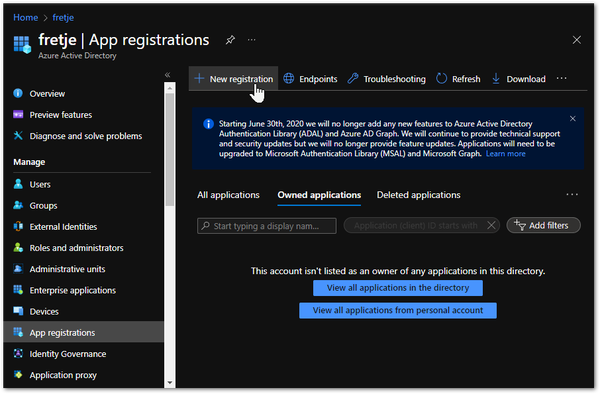 Home > fretje >
fretje | App registrations
Azure Active Directory
Overview
Preview features
Diagnose and solve problems
Manage
Users
Groups
External Identities
Roles and administrators
Administrative units
Enterprise applications
Devices
App registrations
Identity Governance
Application proxy
New registration Endpoints Troubleshooting Refresh Download
Starting June 30th, 2020 we will no longer add any new features to Azure Active Directory
Authentication Library (ADAL) and Azure AD Graph. We will continue to provide technical support
and security updates but we will no longer provide feature updates. Applications will need to be
upgraded to Microsoft Authentication Library (MSAL) and Microsoft Graph. Learn more
All applications Owned applications Deleted applications
Start typing a display nam... Application (client) ID starts with Add filters
This account isn't listed as an owner of any applications in this directory.
View all applications in the directory
View all applications from personal account